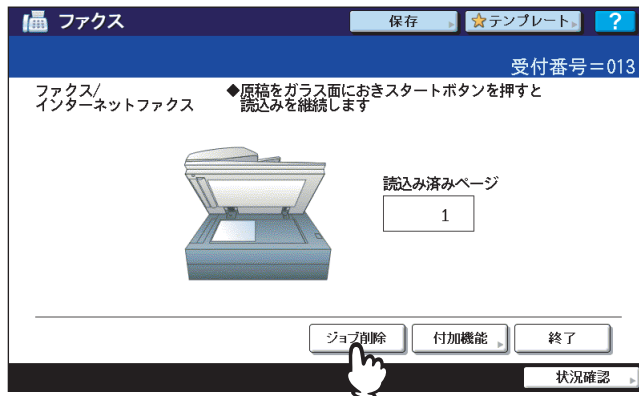 ファクス
保存
テンプレート
?
受付番号=013
ファクス/
インターネットファクス
◆原稿をガラス面におきスタートボタンを押すと
読込みを継続します
読込み済みページ
1
ジョブ削除
付加機能
終了
状況確認